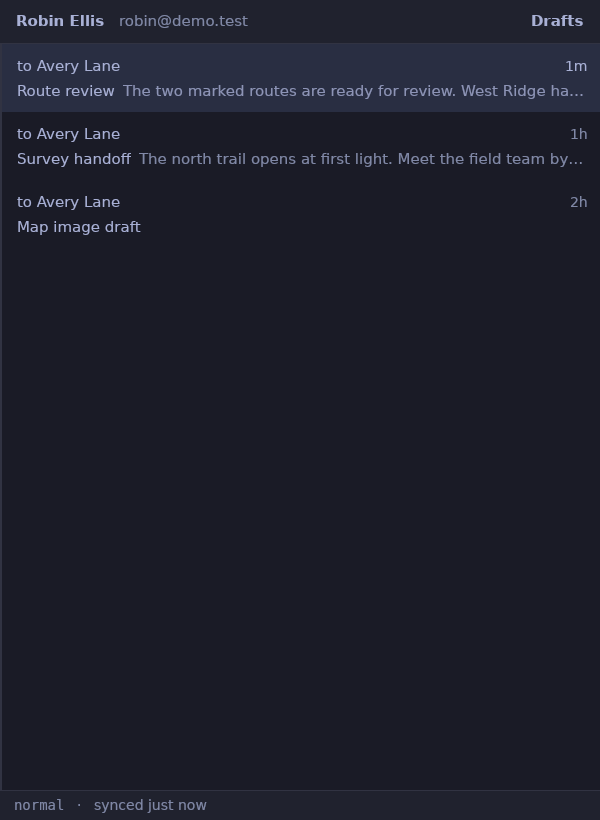 Robin Ellis robin@demo.test Drafts
to Avery Lane 1m
Route review The two marked routes are ready for review. West Ridge ha…
to Avery Lane 1h
Survey handoff The north trail opens at first light. Meet the field team by…
to Avery Lane 2h
Map image draft
normal · synced just now